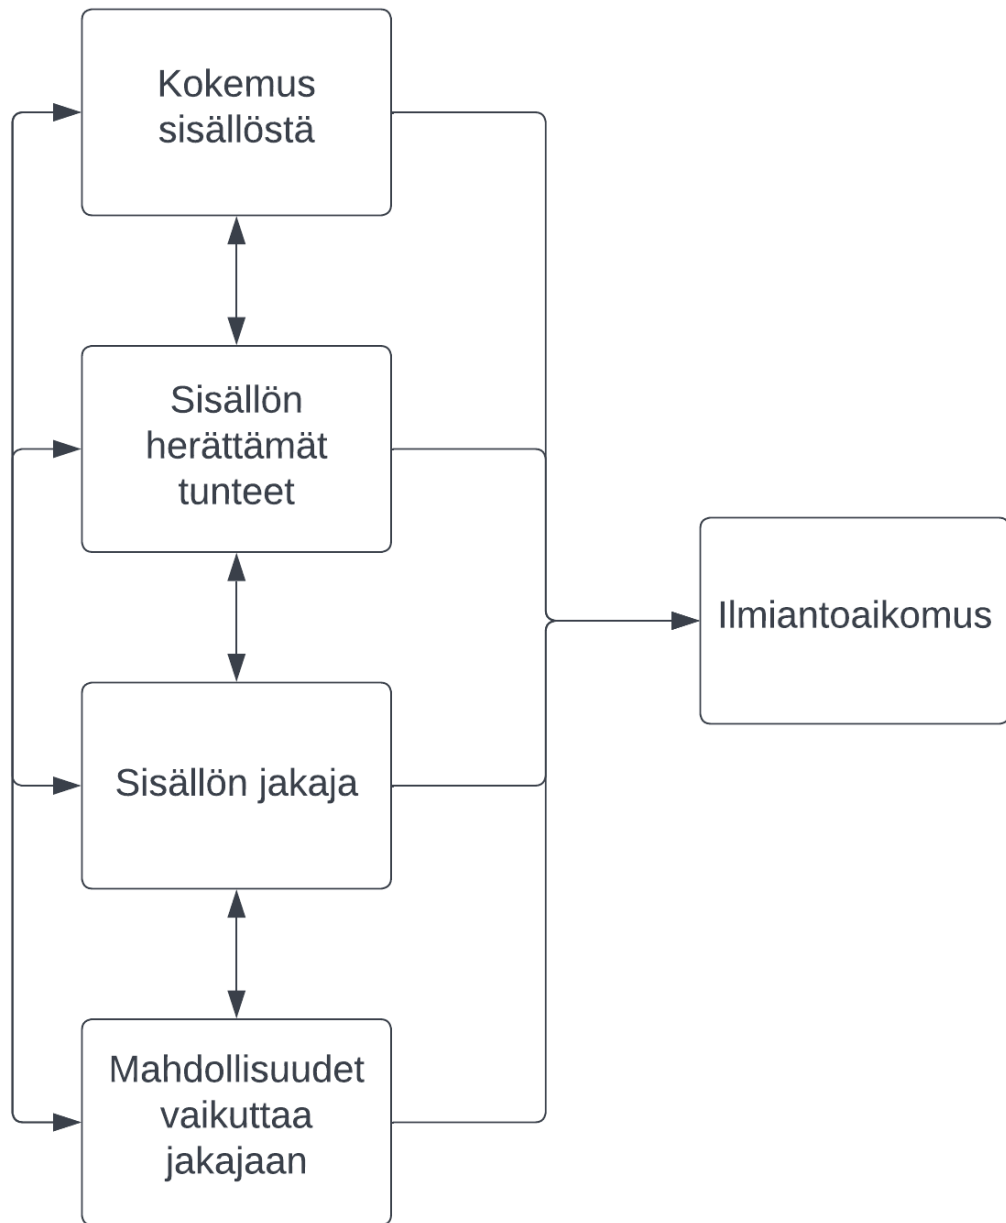 Kokemus
sisällöstä
Sisällön
herättämät
tunteet
Ilmiantoaikomus
Sisällön jakaja
Mahdollisuudet
vaikuttaa
jakajaan